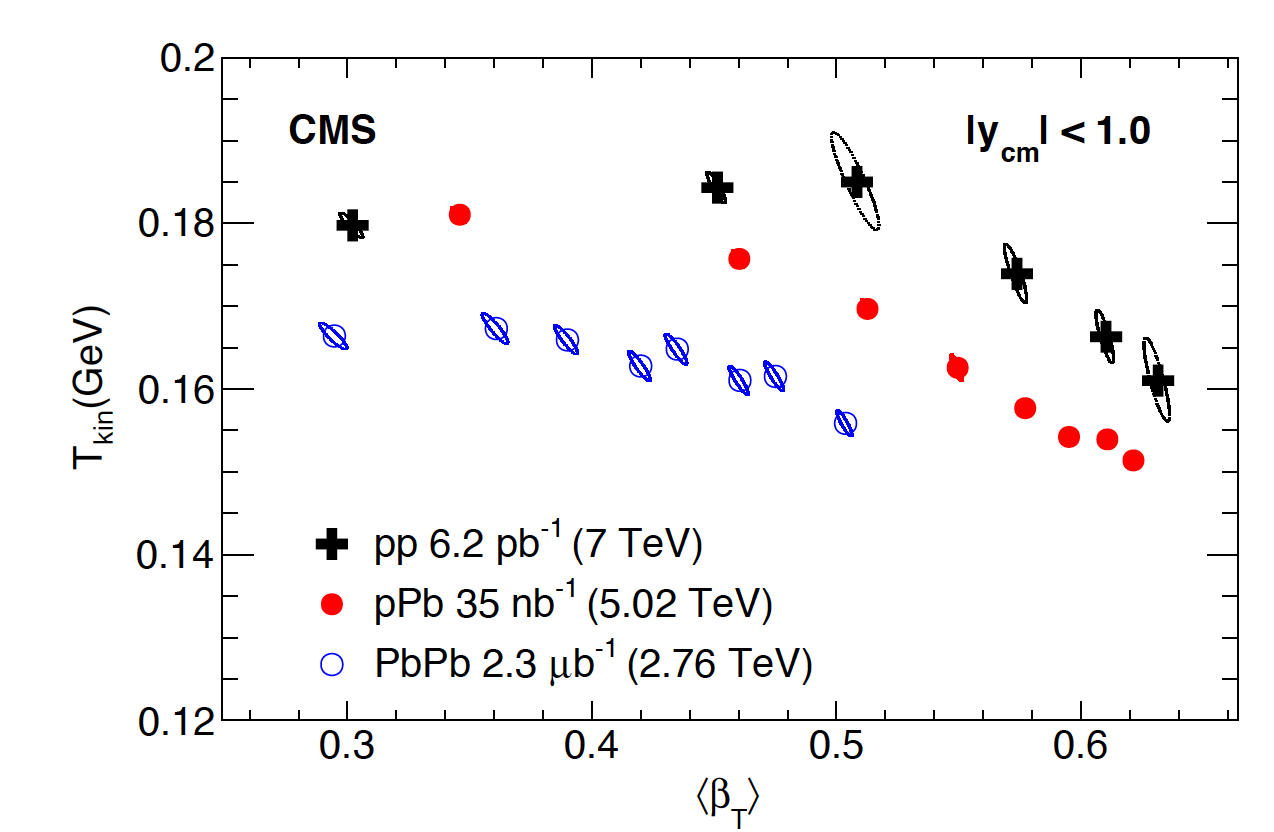 0.2
CMS
|y_cm| < 1.0
0.18
0.16
0.14
0.12
T_kin(GeV)
pp 6.2 pb^-1 (7 TeV)
pPb 35 nb^-1 (5.02 TeV)
PbPb 2.3 μb^-1 (2.76 TeV)
0.3 0.4 0.5 0.6
⟨β_T⟩